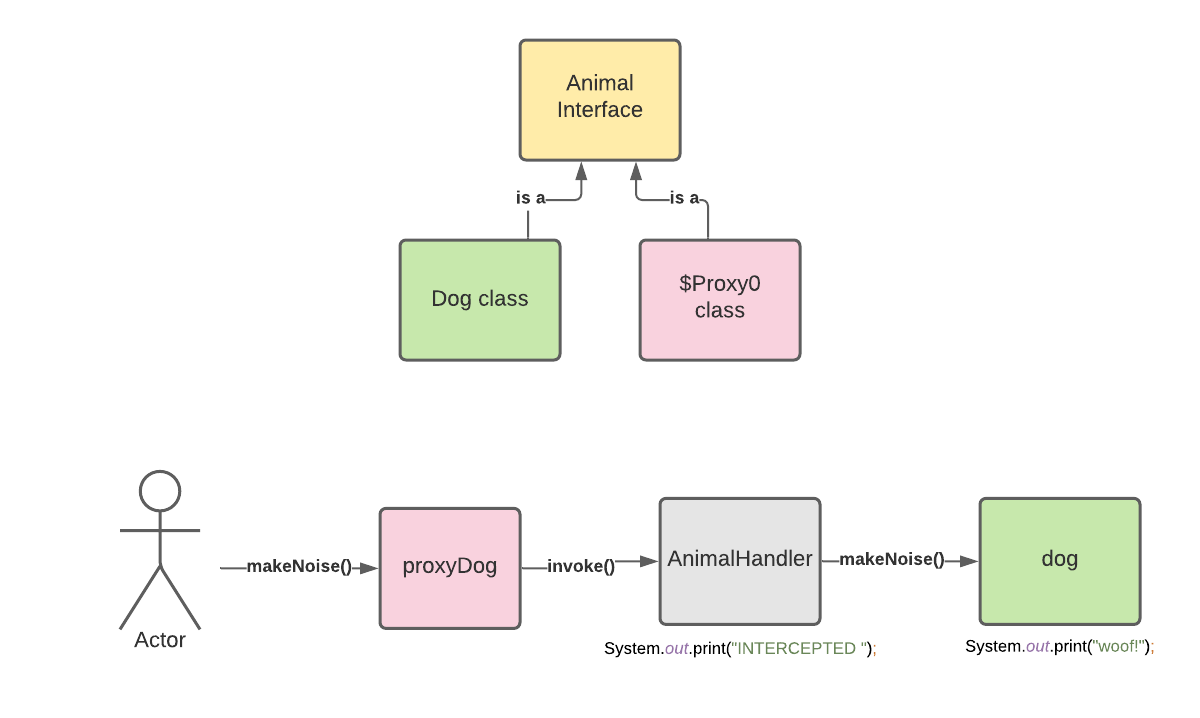 Animal
Interface
is a
is a
Dog class
$Proxy0
class
makeNoise()
proxyDog
invoke()
AnimalHandler
makeNoise()
dog
Actor
System.out.print("INTERCEPTED ");
System.out.print("woof!");